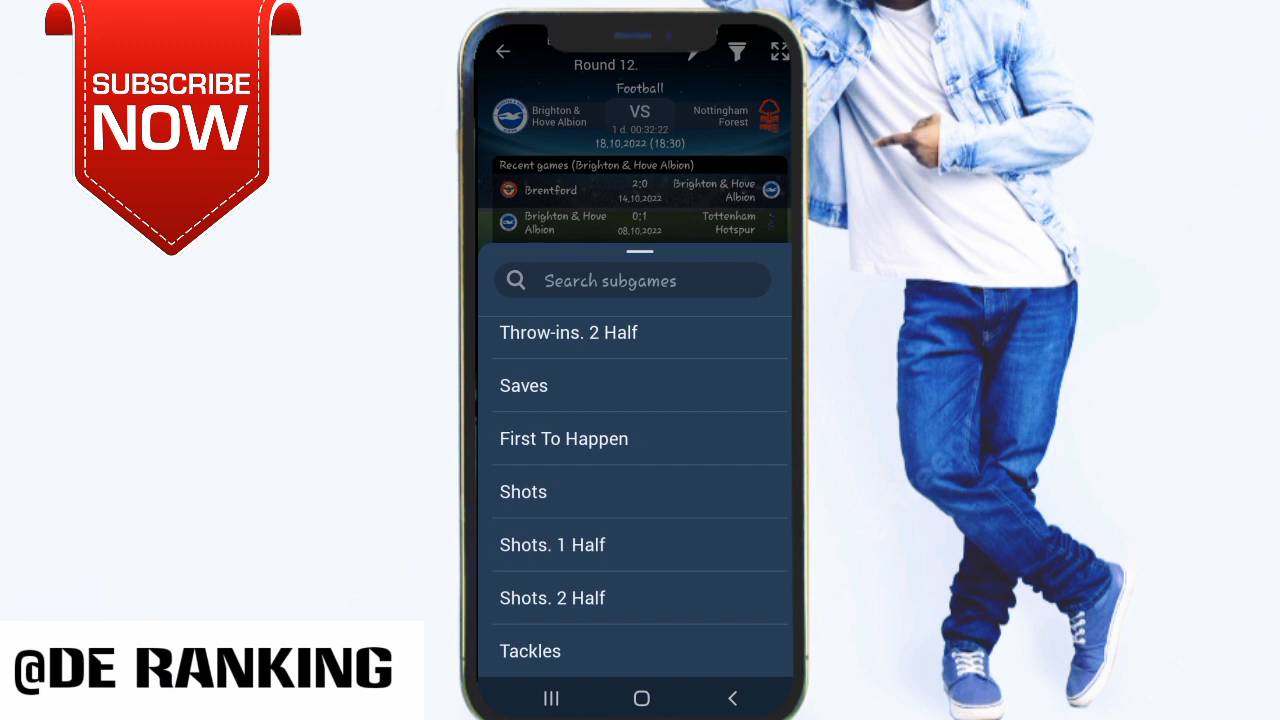 SUBSCRIBE
NOW
Round 12.
Football
Brighton &
Hove Albion
VS
Nottingham
Forest
1 d. 00:32:22
18.10.2022 (18:30)
Recent games (Brighton & Hove Albion)
Brentford
2:0
14.10.2022
Brighton & Hove
Albion
Brighton & Hove
Albion
0:1
08.10.2022
Tottenham
Hotspur
Search subgames
Throw-ins. 2 Half
Saves
First To Happen
Shots
Shots. 1 Half
Shots. 2 Half
Tackles
@DE RANKING